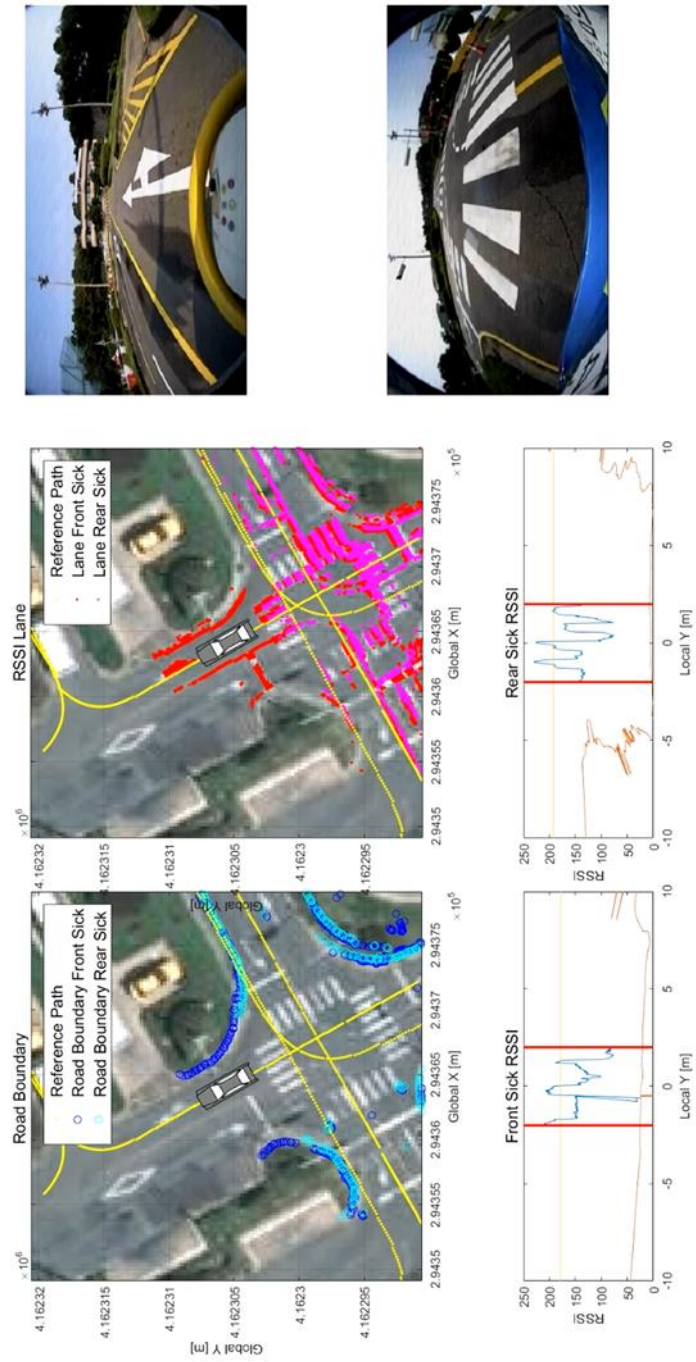 Road Boundary
× 10⁶
Reference Path
Road Boundary Front Sick
Road Boundary Rear Sick
4.16232
4.162315
4.16231
4.162305
4.1623
4.162295
Global Y [m]
2.9435
2.94355
2.9436
2.94365
2.9437
2.94375
× 10⁵
Global X [m]
RSSI Lane
× 10⁶
Reference Path
Lane Front Sick
Lane Rear Sick
4.16232
4.162315
4.16231
4.162305
4.1623
4.162295
Global Y [m]
2.9435
2.94355
2.9436
2.94365
2.9437
2.94375
× 10⁵
Global X [m]
Front Sick RSSI
250
200
150
100
50
0
RSSI
-10
-5
0
5
10
Local Y [m]
Rear Sick RSSI
250
200
150
100
50
0
RSSI
-10
-5
0
5
10
Local Y [m]